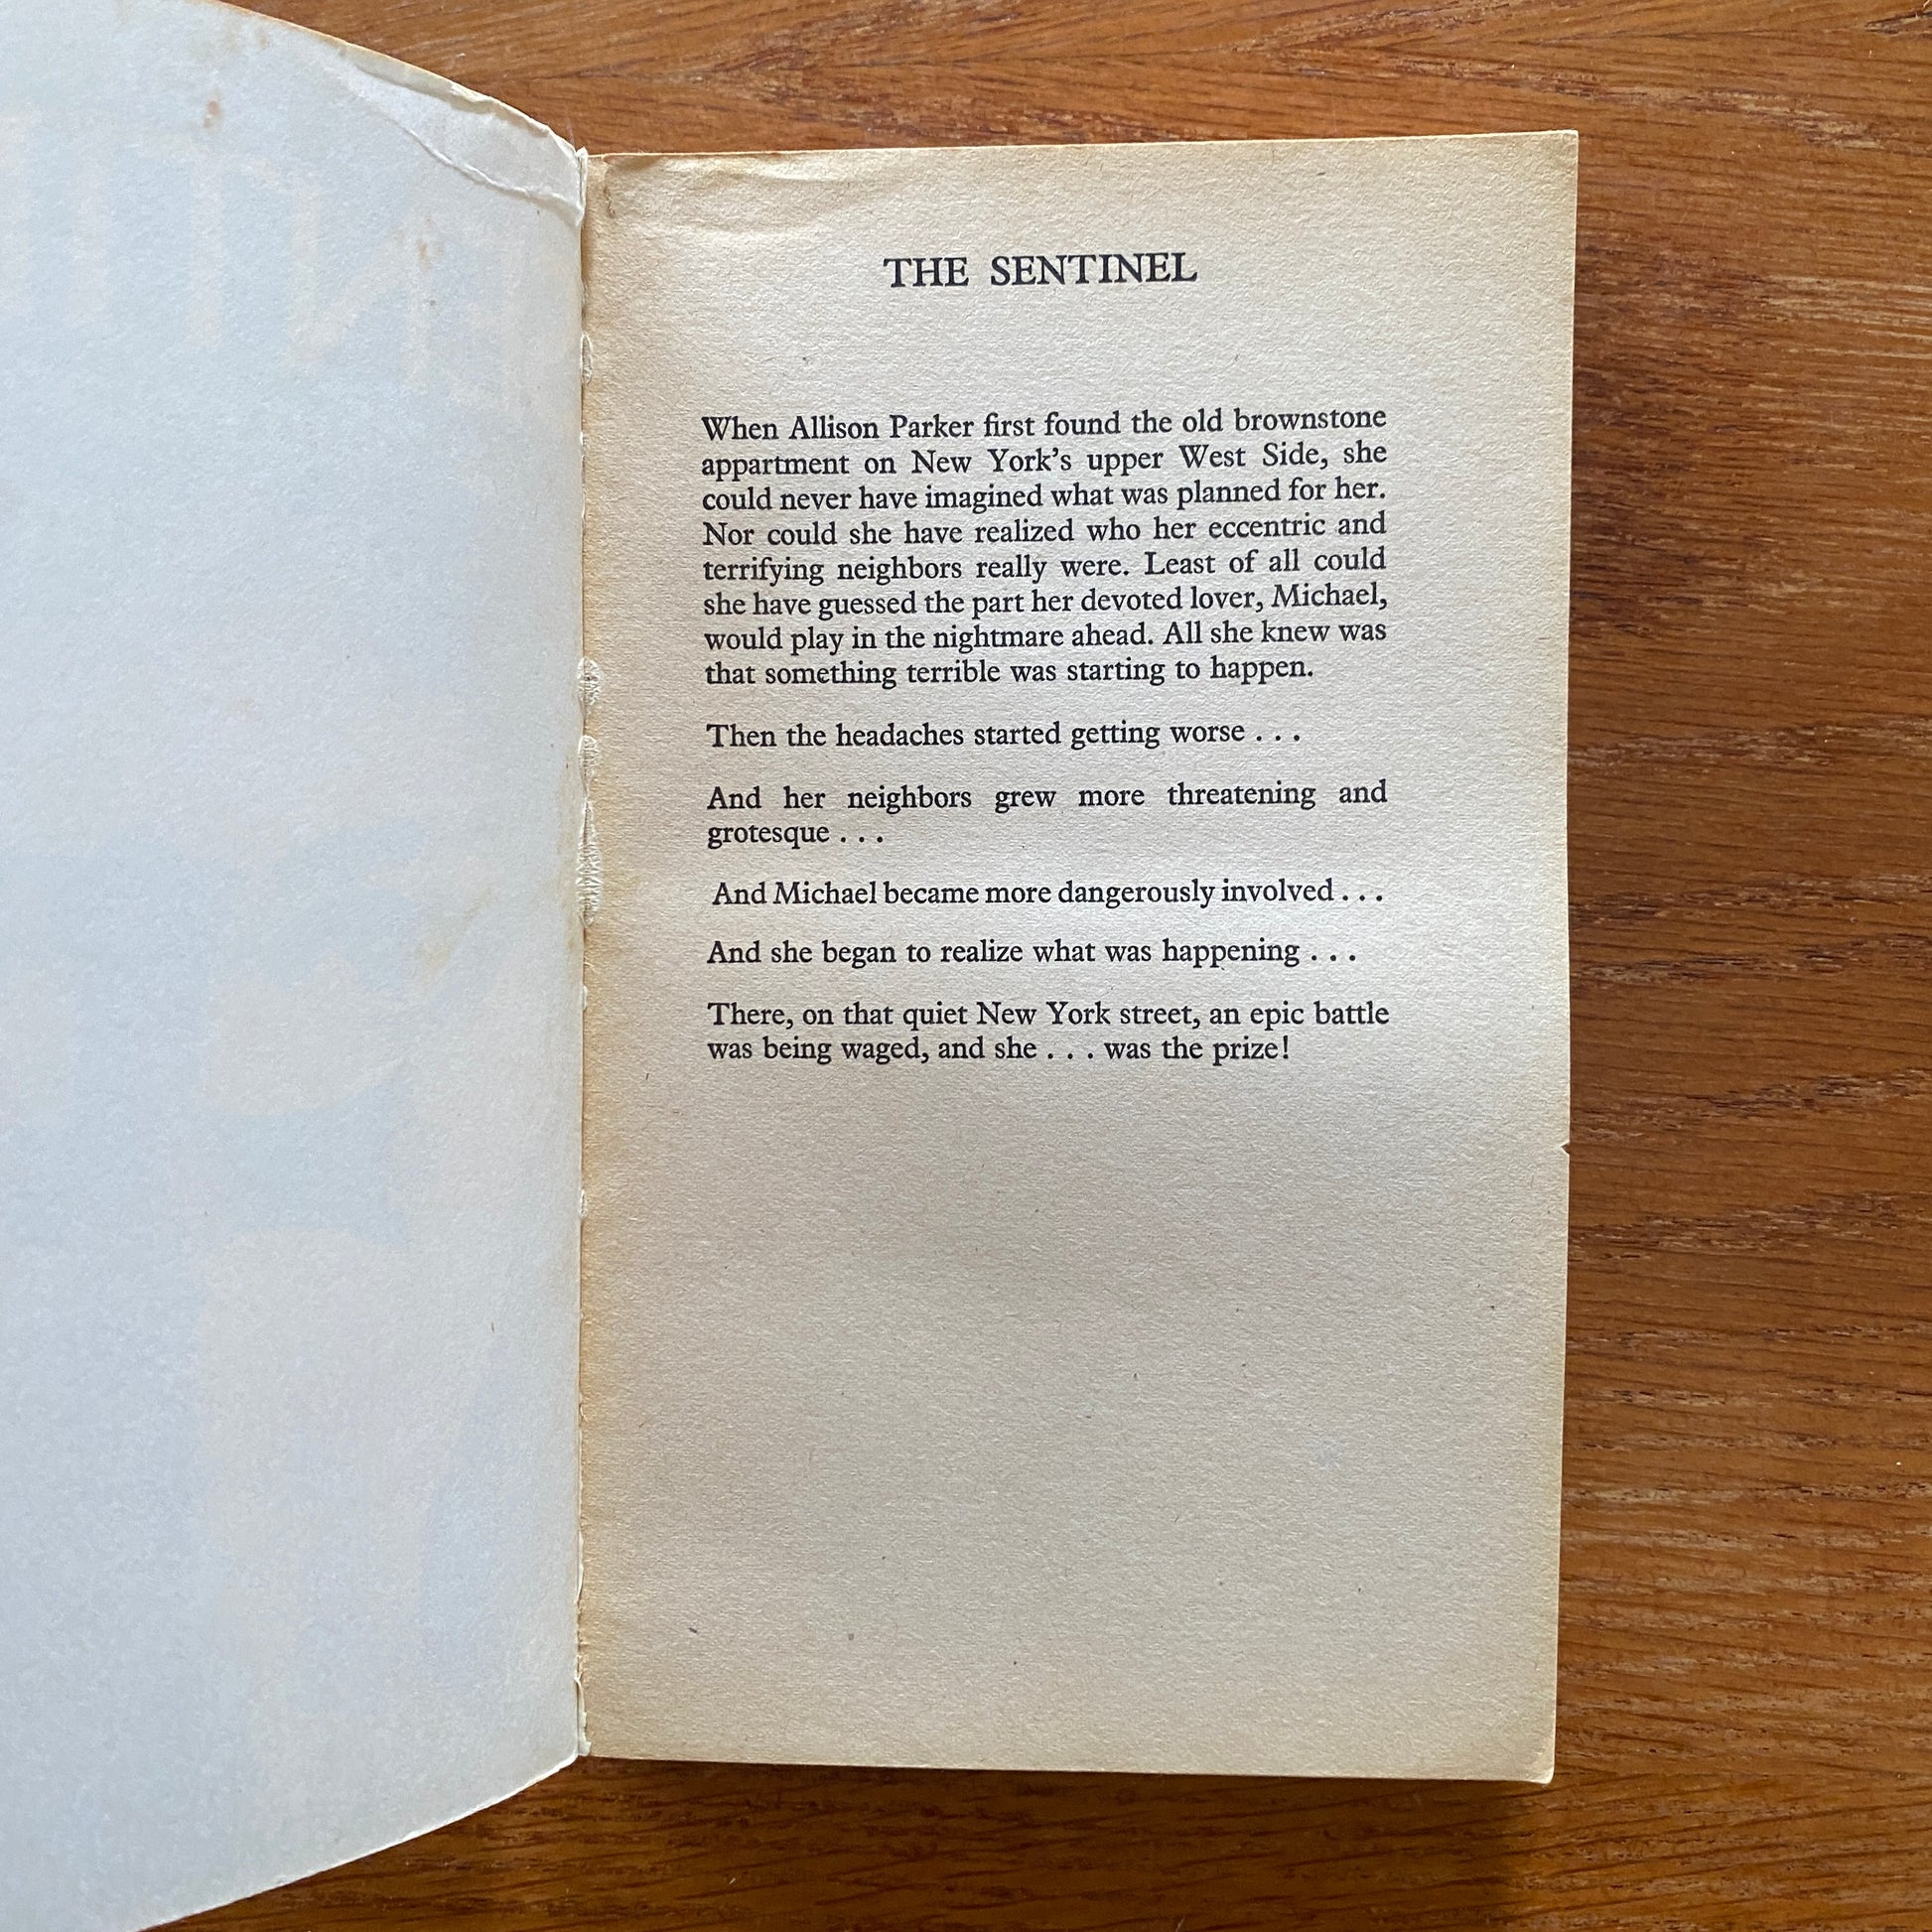 THE SENTINEL
When Allison Parker first found the old brownstone
appartment on New York's upper West Side, she
could never have imagined what was planned for her.
Nor could she have realized who her eccentric and
terrifying neighbors really were. Least of all could
she have guessed the part her devoted lover, Michael,
would play in the nightmare ahead. All she knew was
that something terrible was starting to happen.
Then the headaches started getting worse . . .
And her neighbors grew more threatening and
grotesque . . .
And Michael became more dangerously involved . . .
And she began to realize what was happening . . .
There, on that quiet New York street, an epic battle
was being waged, and she . . . was the prize!